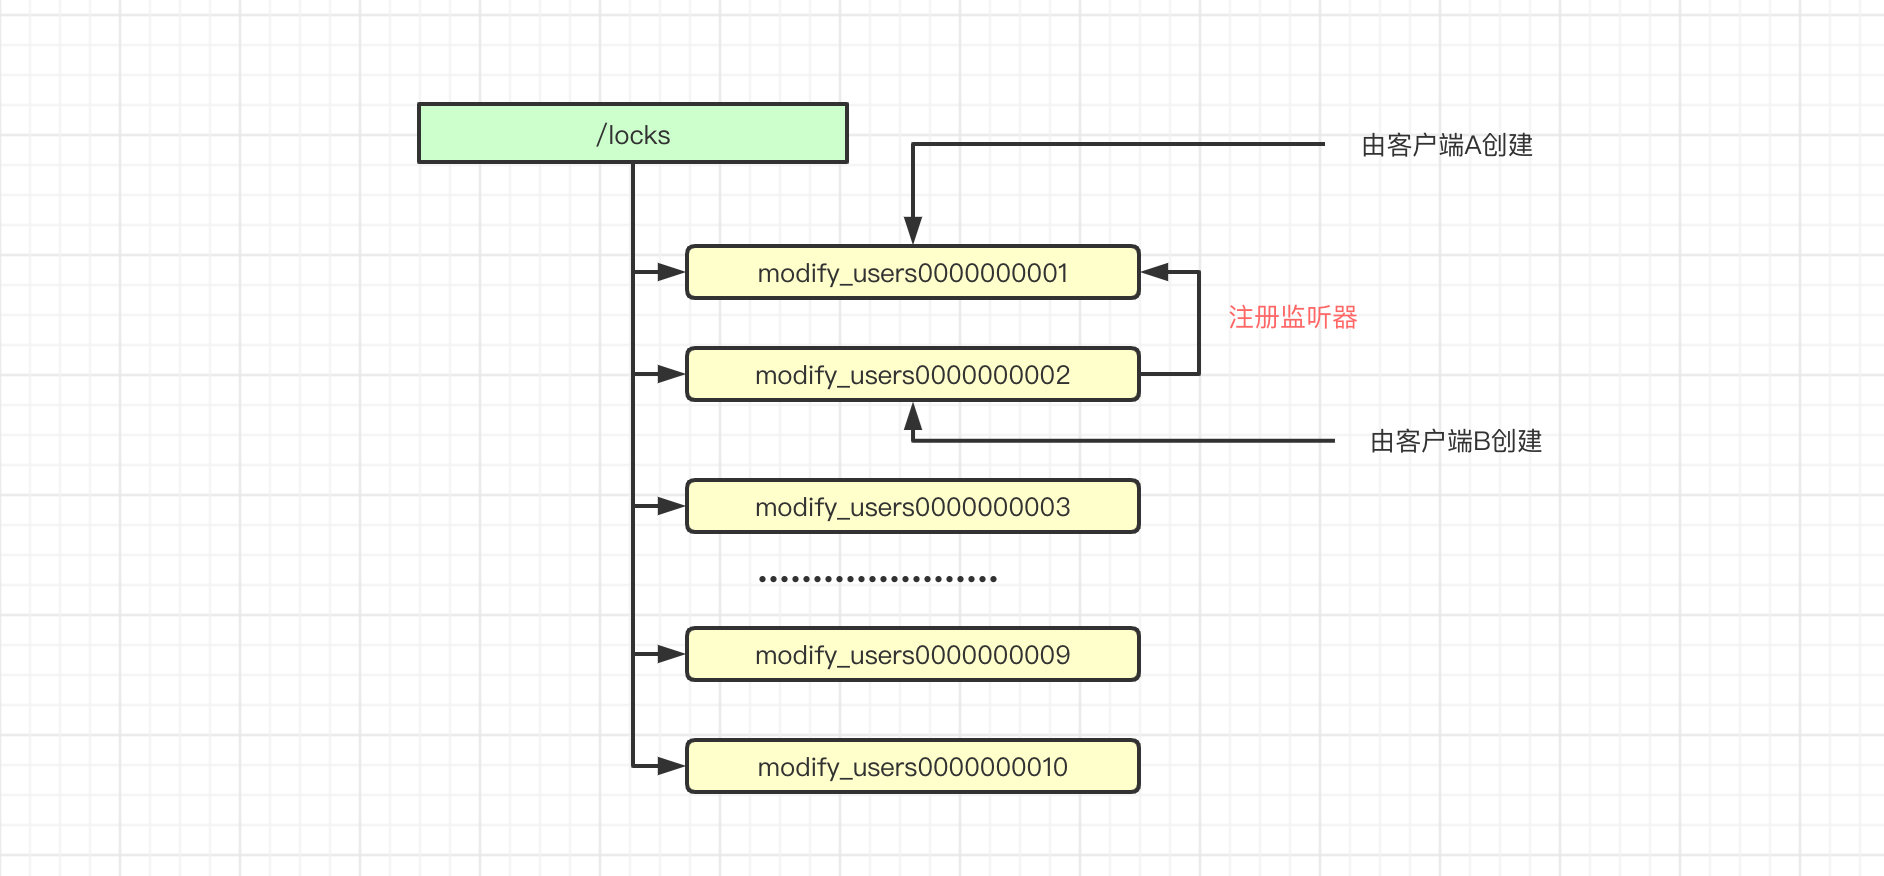 /locks
由客户端A创建
modify_users0000000001
注册监听器
modify_users0000000002
由客户端B创建
modify_users0000000003
......................
modify_users0000000009
modify_users0000000010